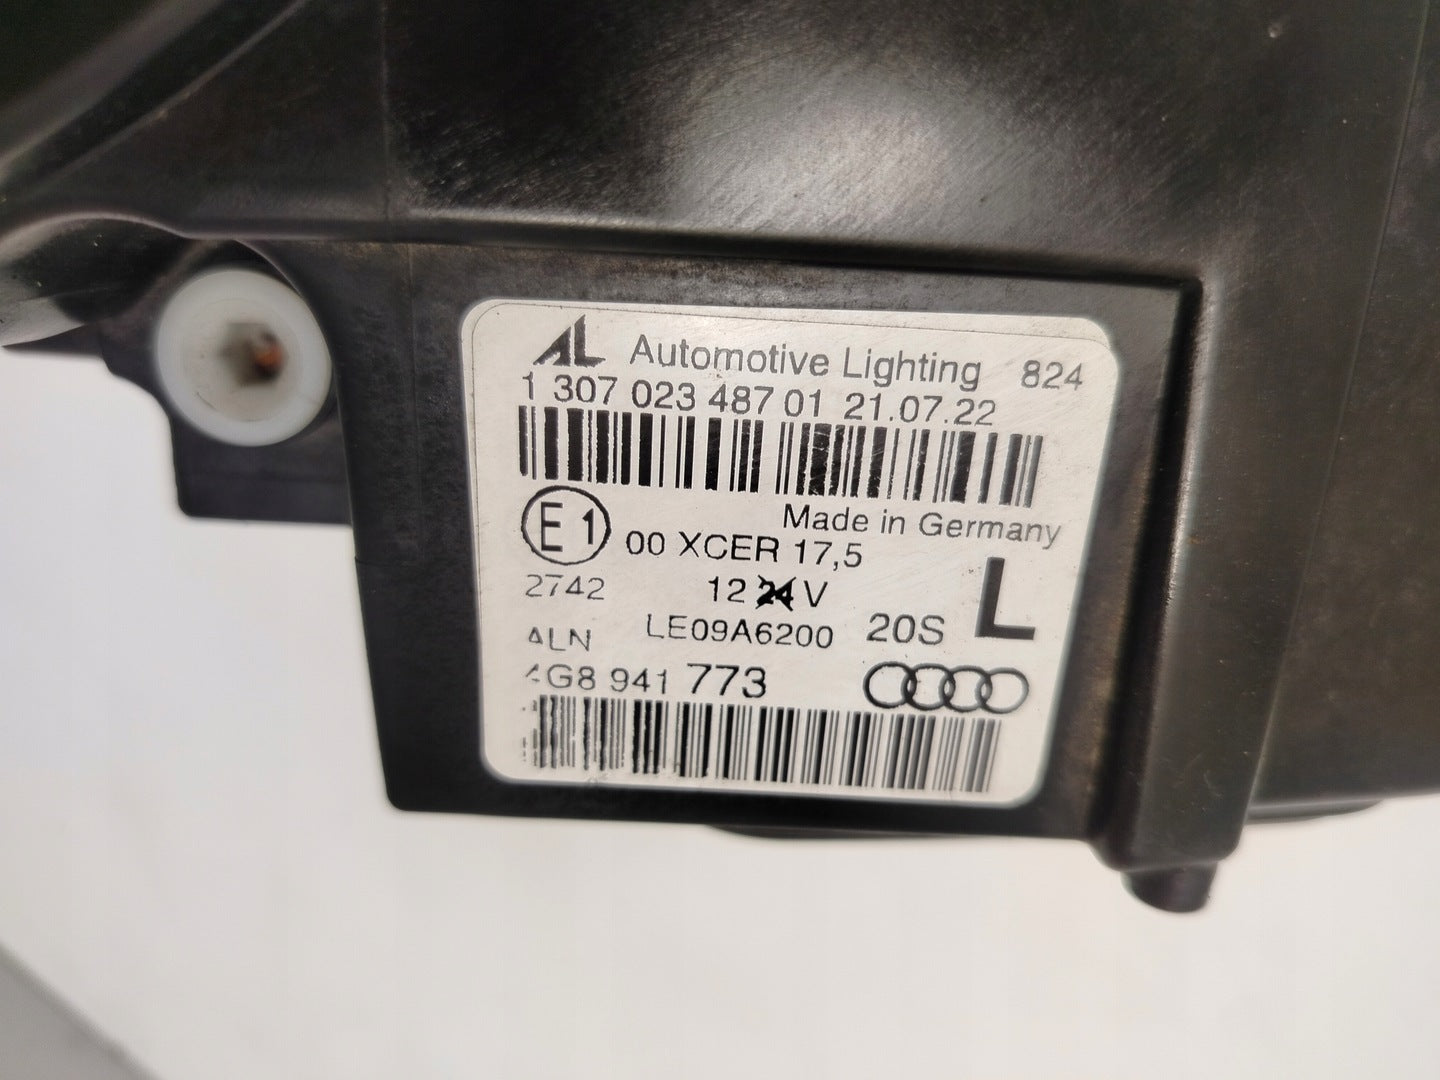 AL Automotive Lighting 824
1 307 023 487 01 21.07.22
Made in Germany
E1 00 XCER 17,5
2742 12 24 V L
ALN LE09A6200 20S
4G8 941 773